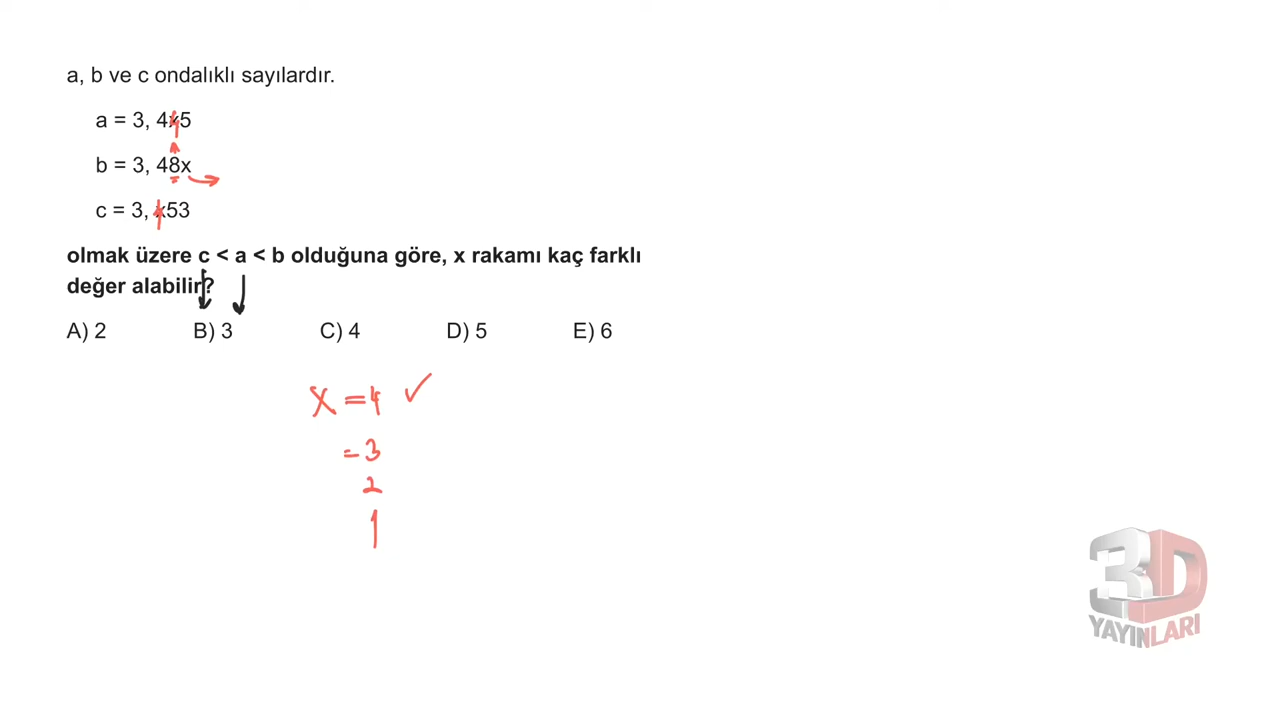 a, b ve c ondalıklı sayılardır.
a = 3, 4x5
b = 3, 48x
c = 3, x53
olmak üzere c < a < b olduğuna göre, x rakamı kaç farklı
değer alabilir?
A) 2 B) 3 C) 4 D) 5 E) 6
x = 4 ✓
= 3
2
1
3D
YAYINLARI